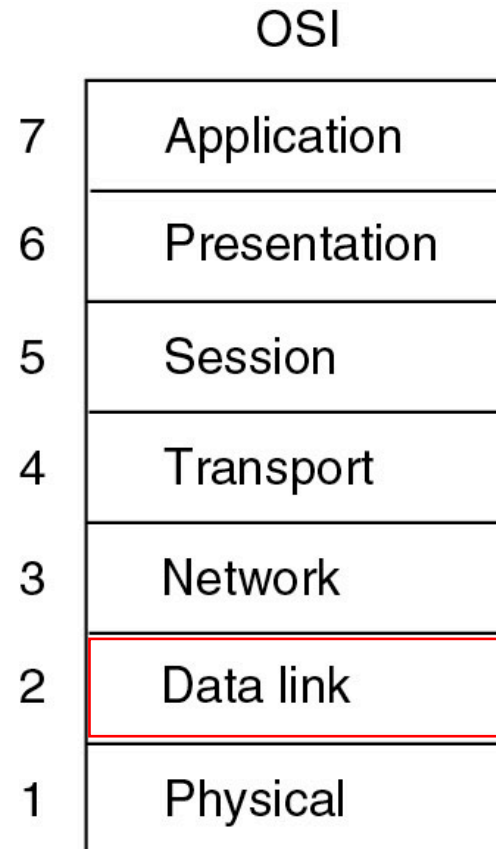 OSI
7 Application
6 Presentation
5 Session
4 Transport
3 Network
2 Data link
1 Physical